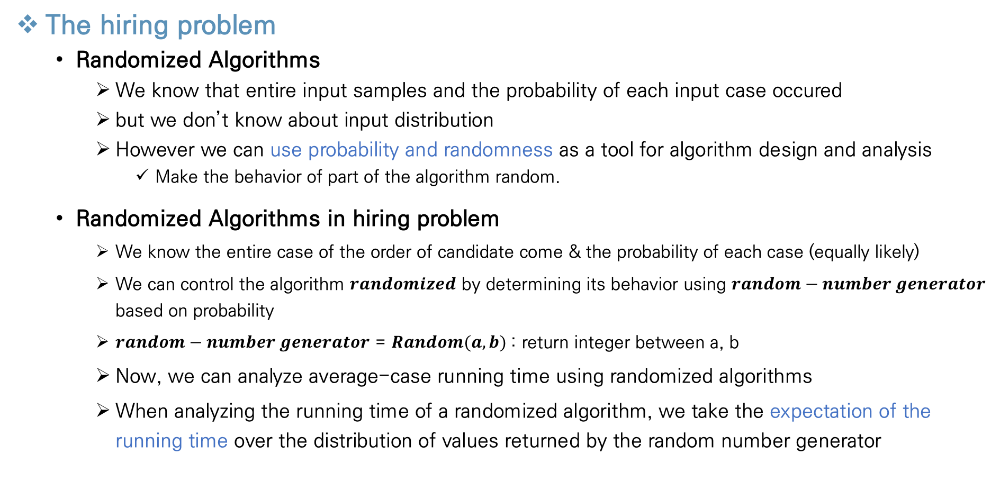 ❖ The hiring problem
• Randomized Algorithms
➢ We know that entire input samples and the probability of each input case occured
➢ but we don't know about input distribution
➢ However we can use probability and randomness as a tool for algorithm design and analysis
✓ Make the behavior of part of the algorithm random.
• Randomized Algorithms in hiring problem
➢ We know the entire case of the order of candidate come & the probability of each case (equally likely)
➢ We can control the algorithm randomized by determining its behavior using random − number generator
based on probability
➢ random − number generator = Random(a, b) : return integer between a, b
➢ Now, we can analyze average-case running time using randomized algorithms
➢ When analyzing the running time of a randomized algorithm, we take the expectation of the
running time over the distribution of values returned by the random number generator